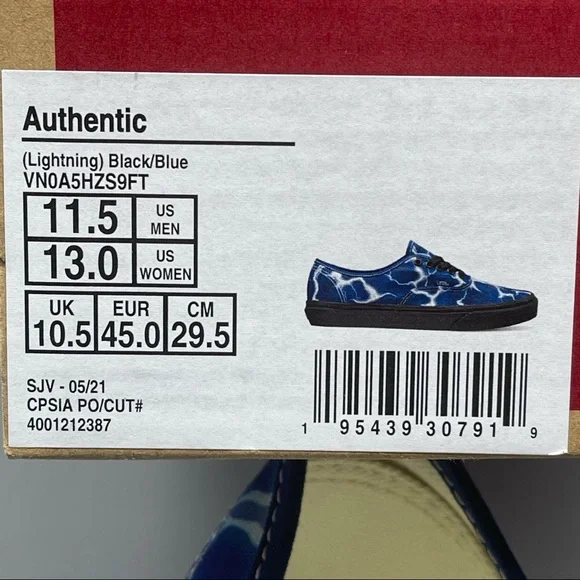 Authentic
(Lightning) Black/Blue
VN0A5HZS9FT
11.5 US MEN
13.0 US WOMEN
UK EUR CM
10.5 45.0 29.5
SJV - 05/21
CPSIA PO/CUT#
4001212387
1 95439 30791 9